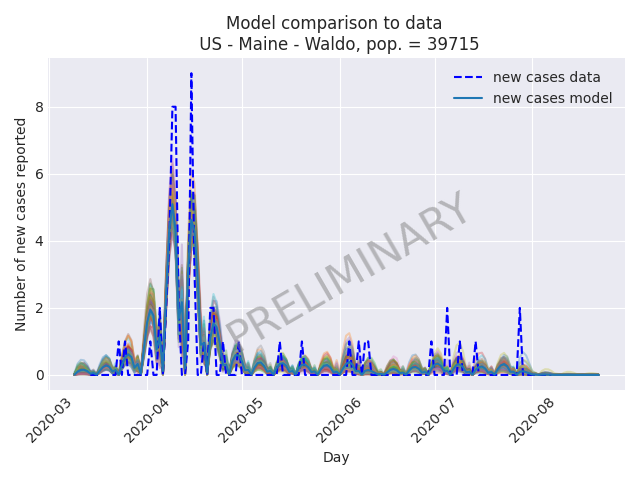 Model comparison to data
US - Maine - Waldo, pop. = 39715
new cases data
new cases model
Number of new cases reported
8
6
4
2
0
PRELIMINARY
2020-03
2020-04
2020-05
2020-06
2020-07
2020-08
Day